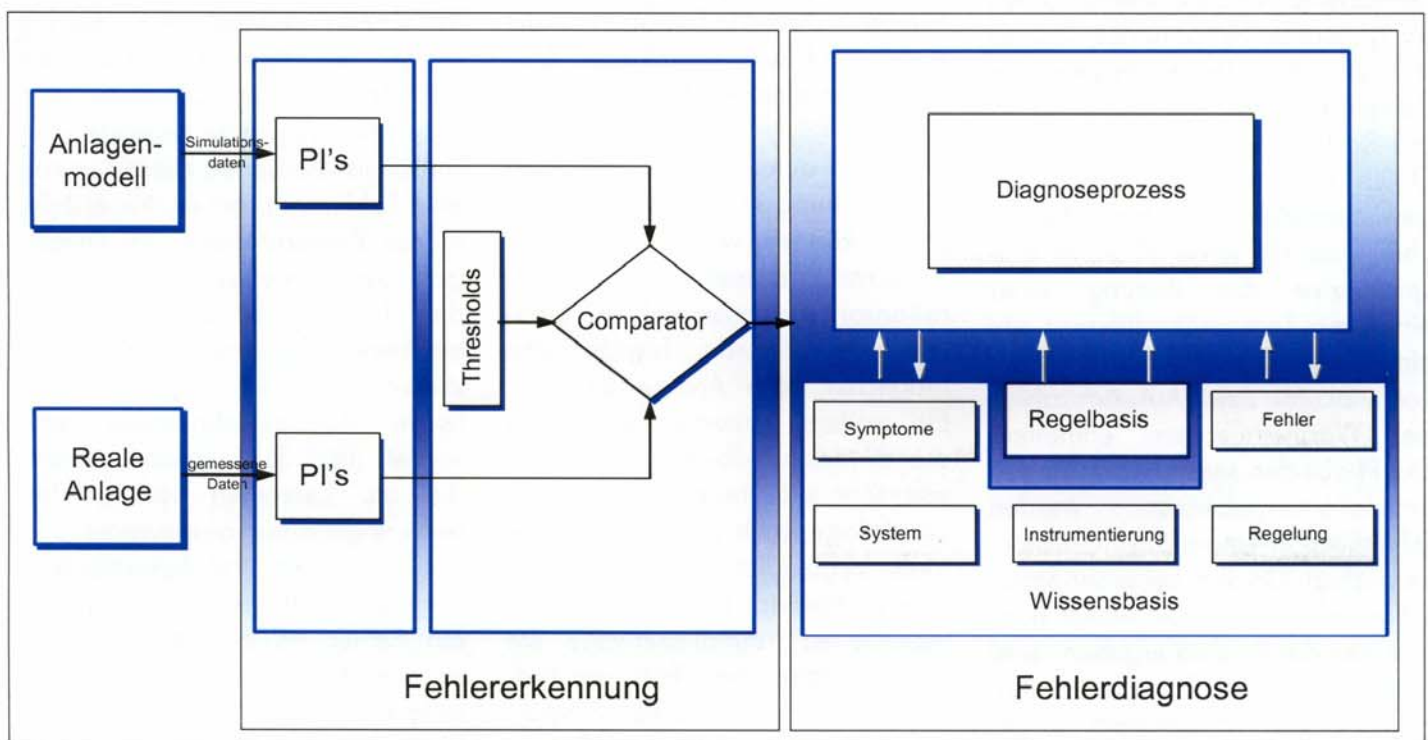 Anlagen-
modell
Simulations-
daten
PI's
Thresholds
Comparator
Reale
Anlage
gemessene
Daten
PI's
Fehlererkennung
Diagnoseprozess
Symptome
Regelbasis
Fehler
System
Instrumentierung
Regelung
Wissensbasis
Fehlerdiagnose